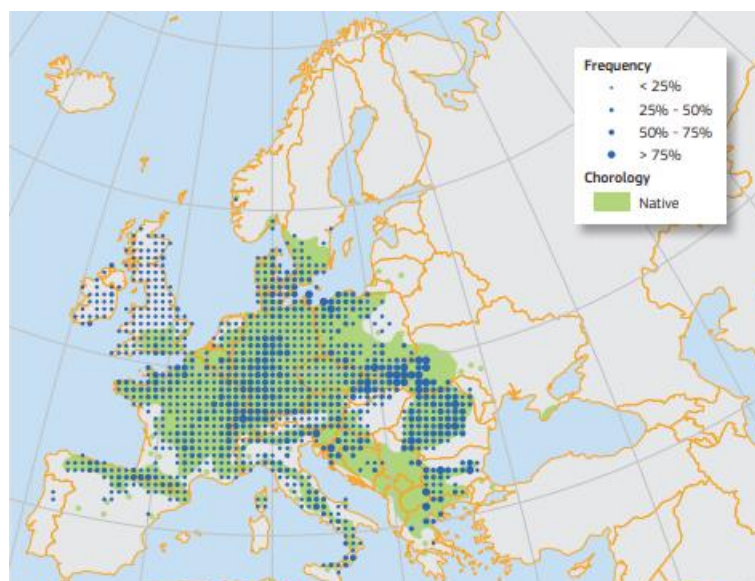 Frequency
< 25%
25% - 50%
50% - 75%
> 75%
Chorology
Native